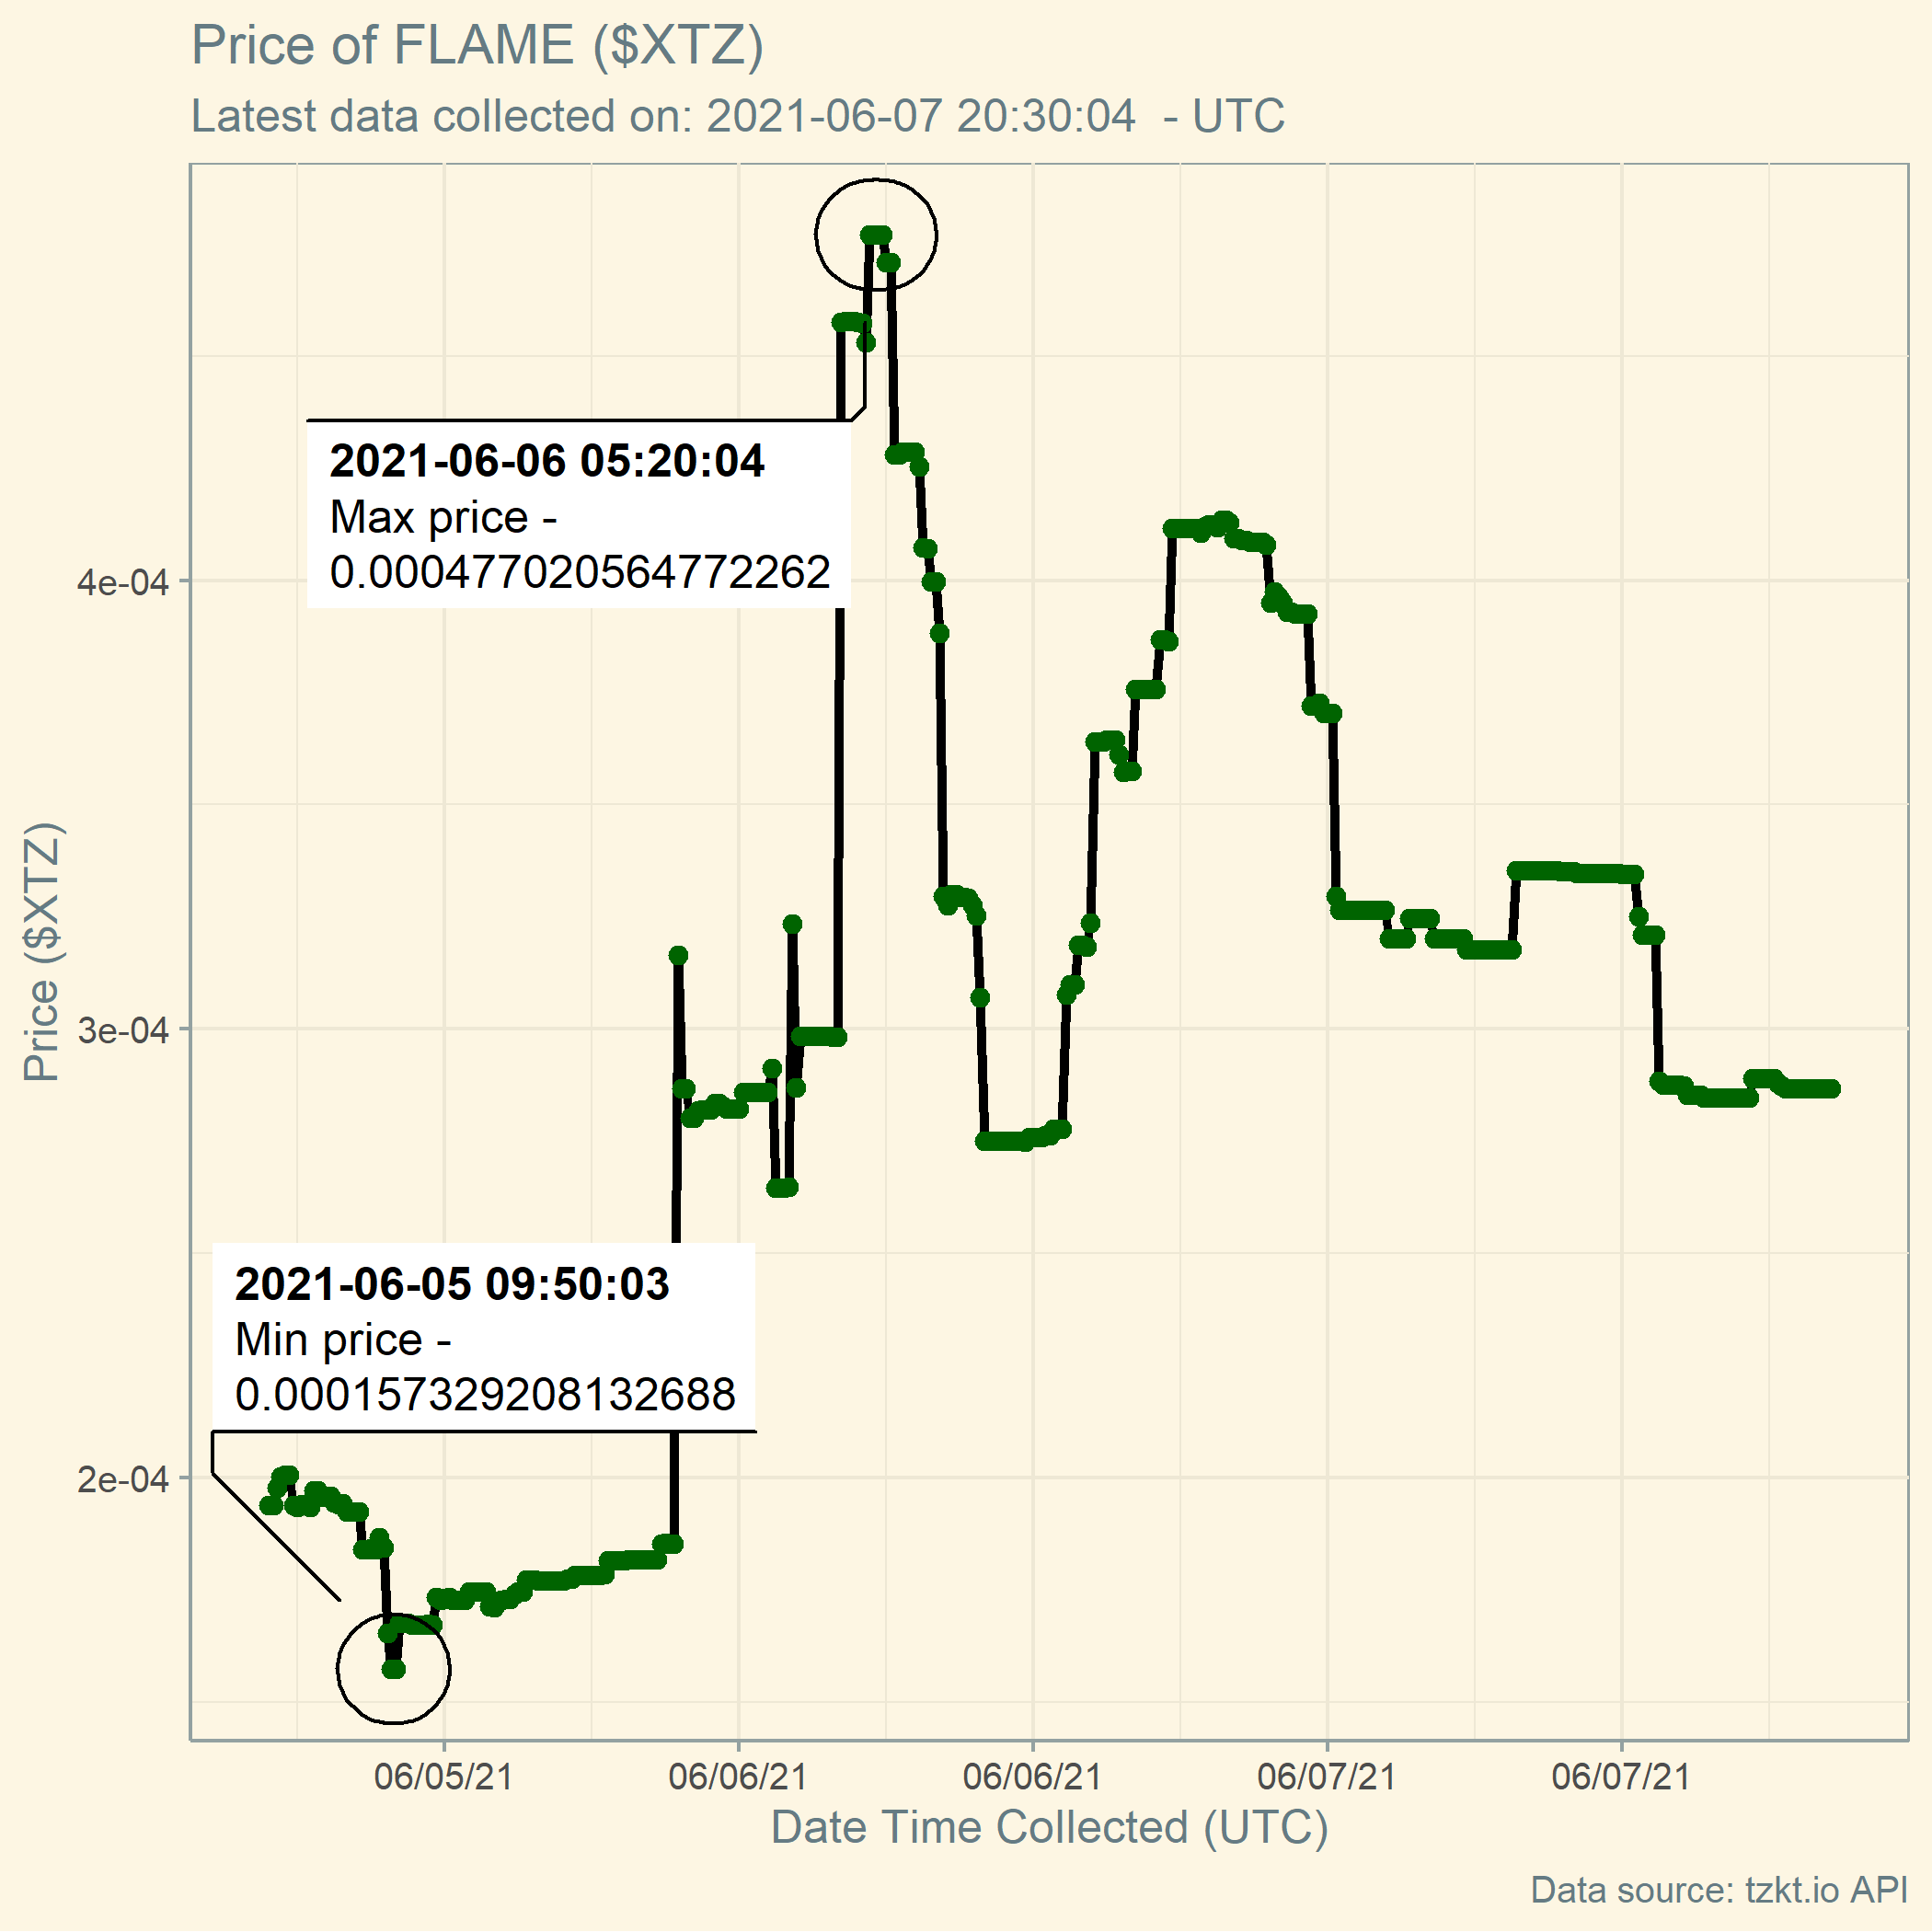 Price of FLAME ($XTZ)
Latest data collected on: 2021-06-07 20:30:04  - UTC
2021-06-06 05:20:04
Max price -
0.000477020564772262
4e-04
3e-04
2021-06-05 09:50:03
Min price -
0.000157329208132688
2e-04
Price ($XTZ)
06/05/21
06/06/21
06/06/21
06/07/21
06/07/21
Date Time Collected (UTC)
Data source: tzkt.io API